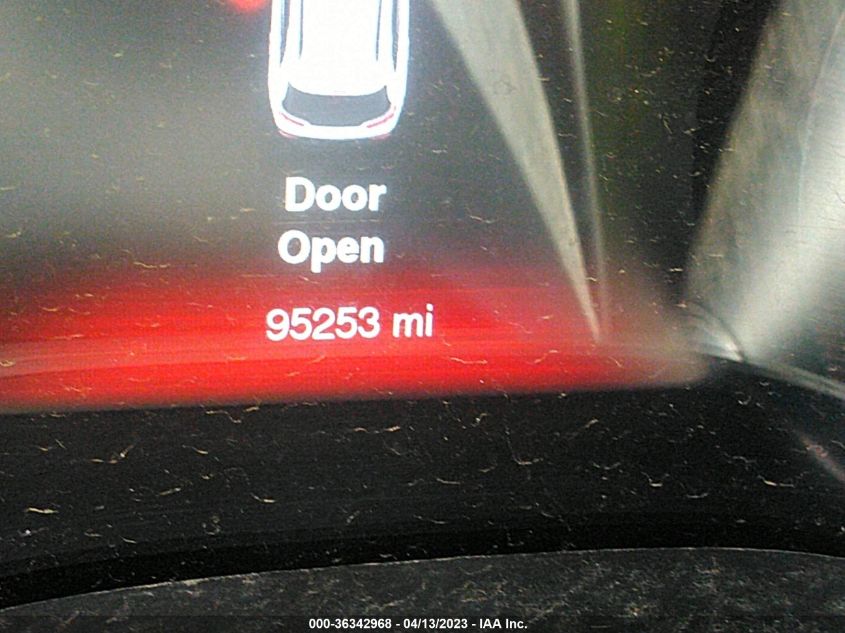 Door
Open
95253 mi
000-36342968 - 04/13/2023 - IAA Inc.